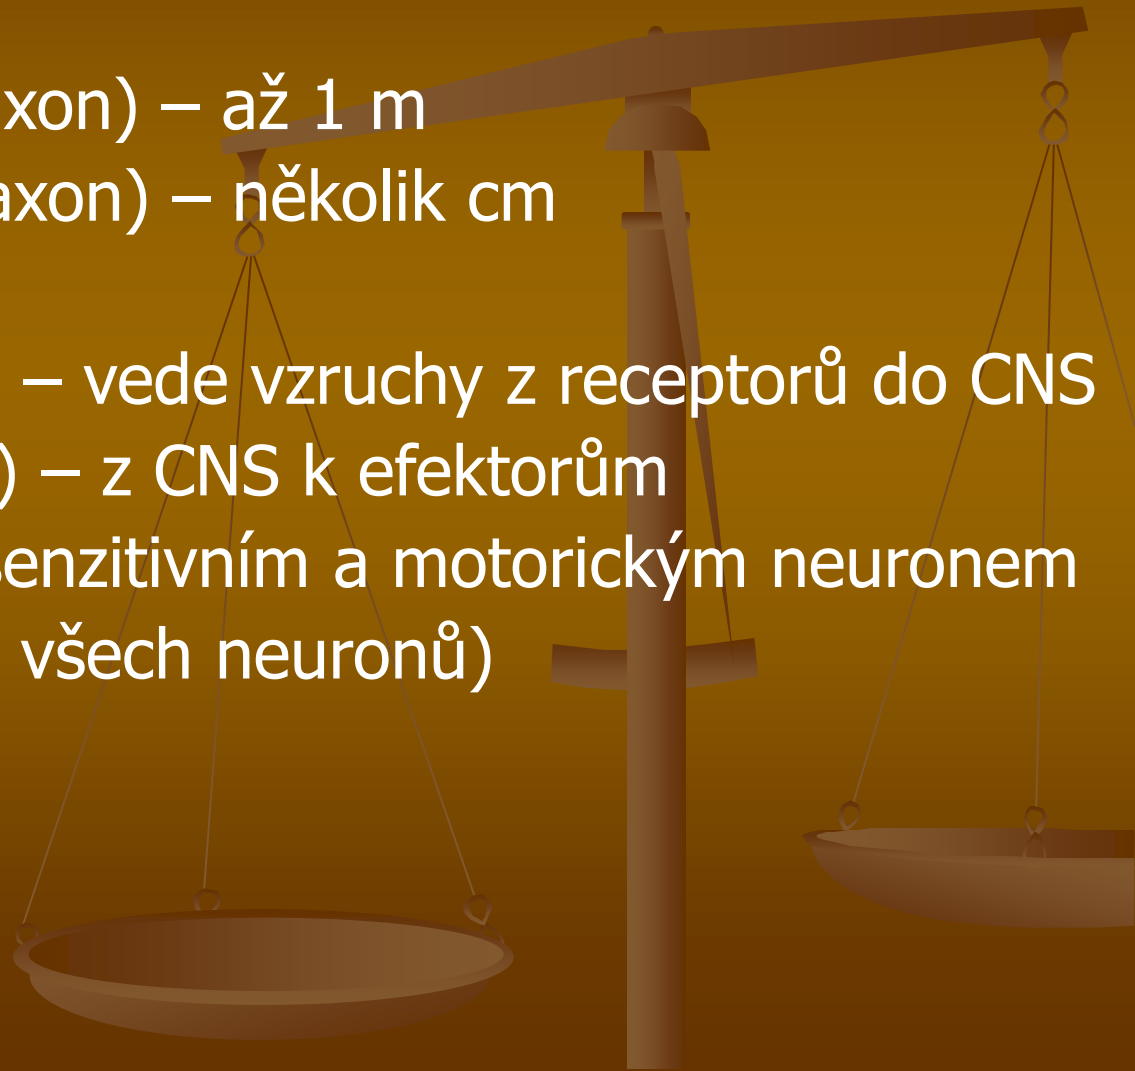 xon) – až 1 m
axon) – několik cm
– vede vzruchy z receptorů do CNS
) – z CNS k efektorům
senzitivním a motorickým neuronem
všech neuronů)